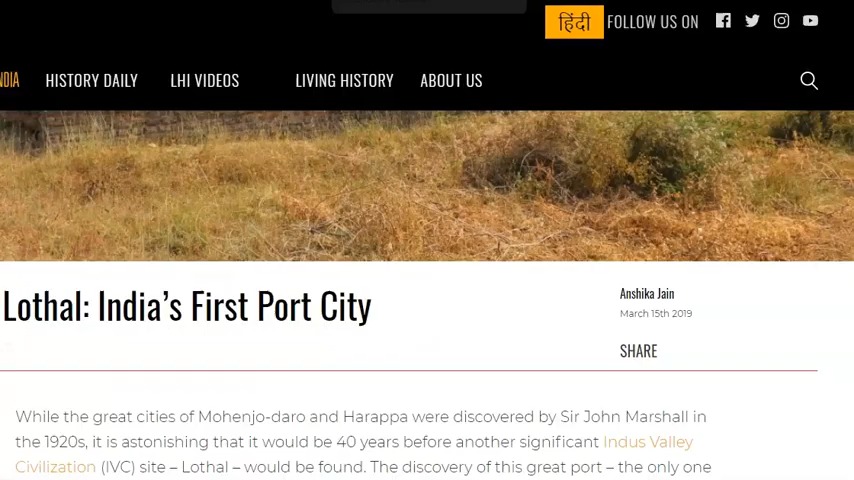 हिंदी FOLLOW US ON
HISTORY DAILY LHI VIDEOS LIVING HISTORY ABOUT US
Lothal: India’s First Port City
Anshika Jain
March 15th 2019
SHARE
While the great cities of Mohenjo-daro and Harappa were discovered by Sir John Marshall in
the 1920s, it is astonishing that it would be 40 years before another significant Indus Valley
Civilization (IVC) site – Lothal – would be found. The discovery of this great port – the only one